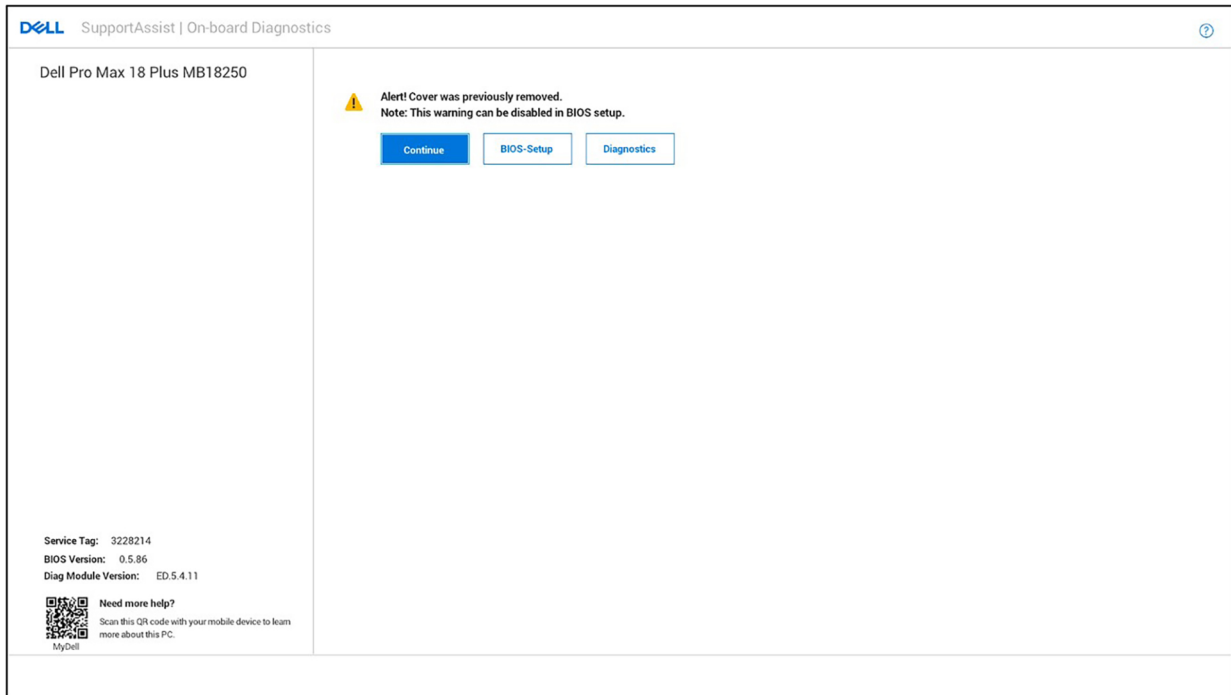 DELL SupportAssist | On-board Diagnostics
Dell Pro Max 18 Plus MB18250
Alert! Cover was previously removed.
Note: This warning can be disabled in BIOS setup.
Continue BIOS-Setup Diagnostics
Service Tag: 3228214
BIOS Version: 0.5.86
Diag Module Version: ED.5.4.11
Need more help?
Scan this QR code with your mobile device to learn
more about this PC.
MyDell